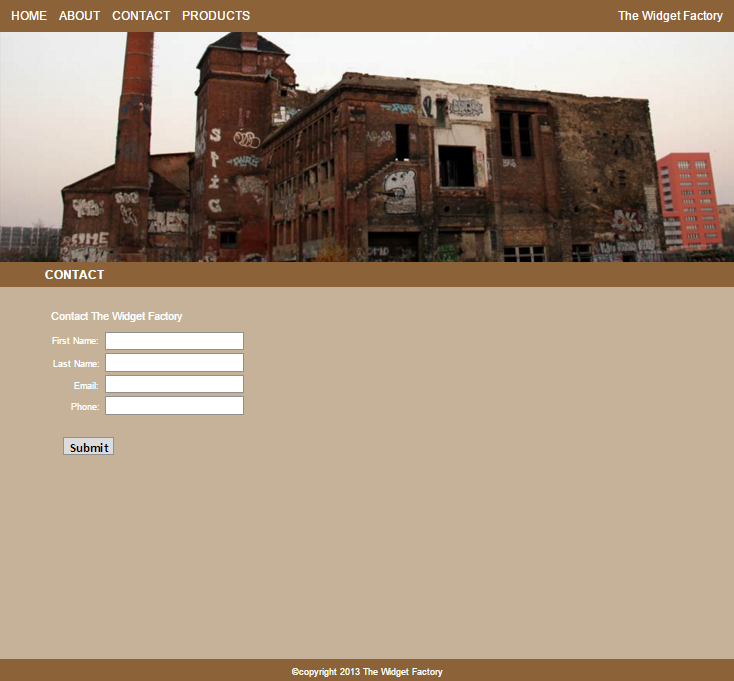 HOME ABOUT CONTACT PRODUCTS The Widget Factory
CONTACT
Contact The Widget Factory
First Name:
Last Name:
Email:
Phone:
Submit
©copyright 2013 The Widget Factory